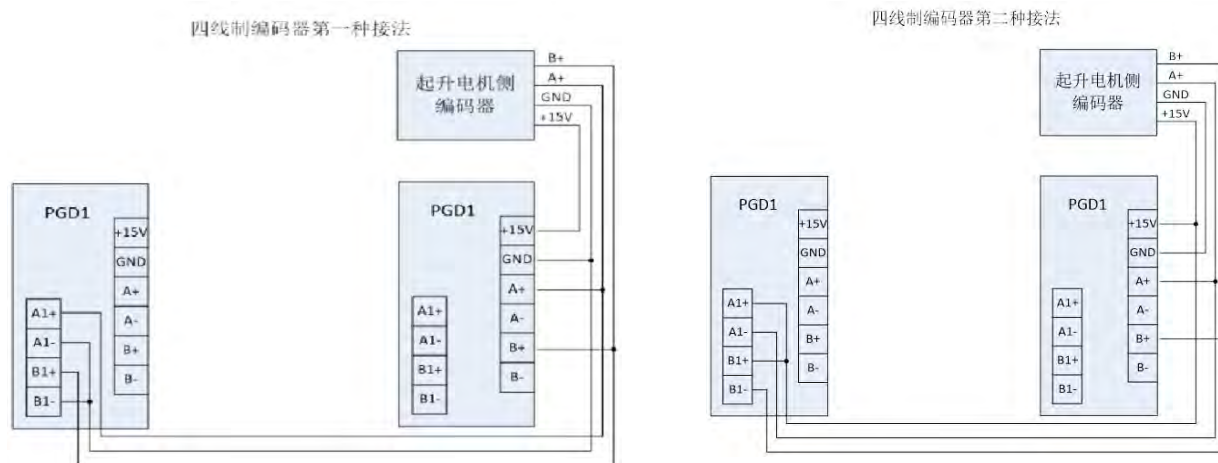 四线制编码器第一种接法
起升电机侧
编码器
B+
A+
GND
+15V
PGD1
+15V
GND
A+
A-
B+
B-
A1+
A1-
B1+
B1-
PGD1
+15V
GND
A+
A-
B+
B-
A1+
A1-
B1+
B1-
四线制编码器第二种接法
起升电机侧
编码器
B+
A+
GND
+15V
PGD1
+15V
GND
A+
A-
B+
B-
A1+
A1-
B1+
B1-
PGD1
+15V
GND
A+
A-
B+
B-
A1+
A1-
B1+
B1-